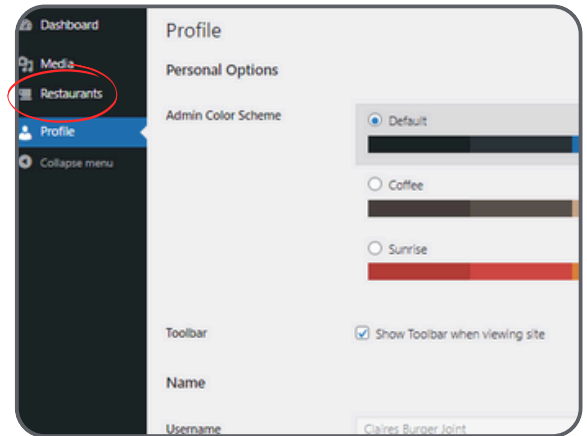 Dashboard
Media
Restaurants
Profile
Collapse menu
Profile
Personal Options
Admin Color Scheme
Default
Coffee
Sunrise
Toolbar
Show Toolbar when viewing site
Name
Username
Claires Burger Joint